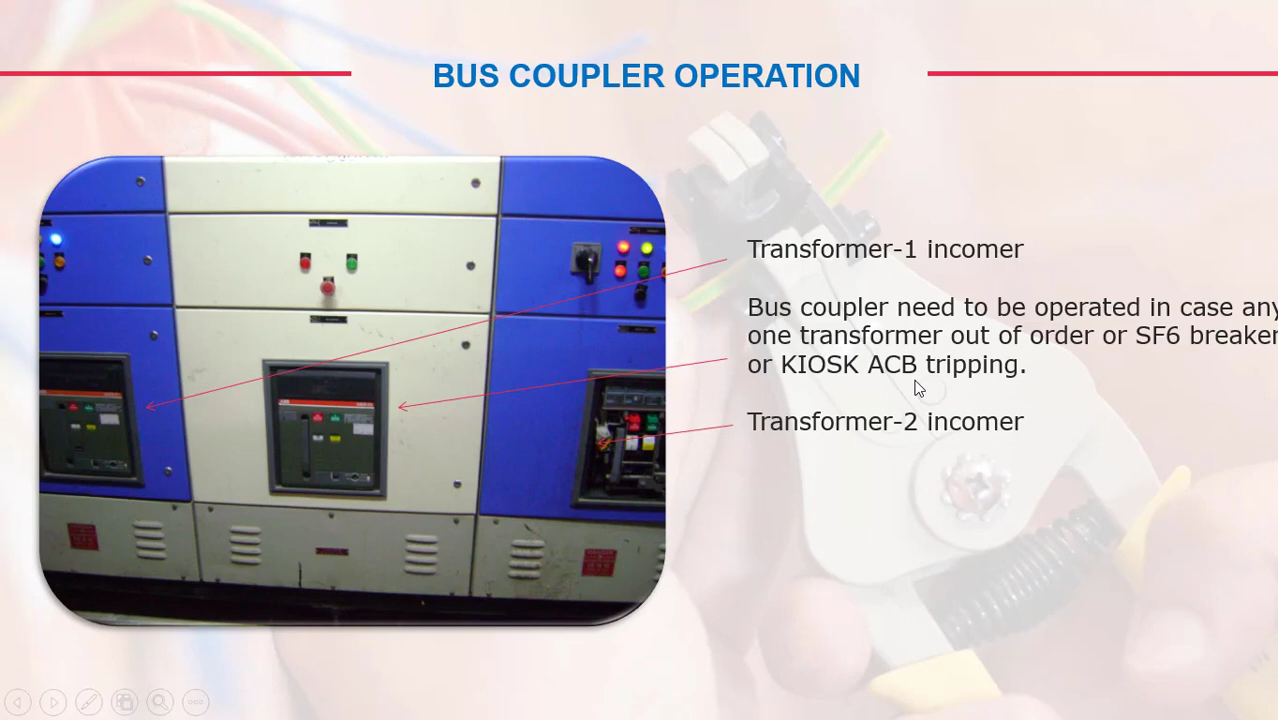 BUS COUPLER OPERATION
Transformer-1 incomer
Bus coupler need to be operated in case any
one transformer out of order or SF6 breaker
or KIOSK ACB tripping.
Transformer-2 incomer
ABB